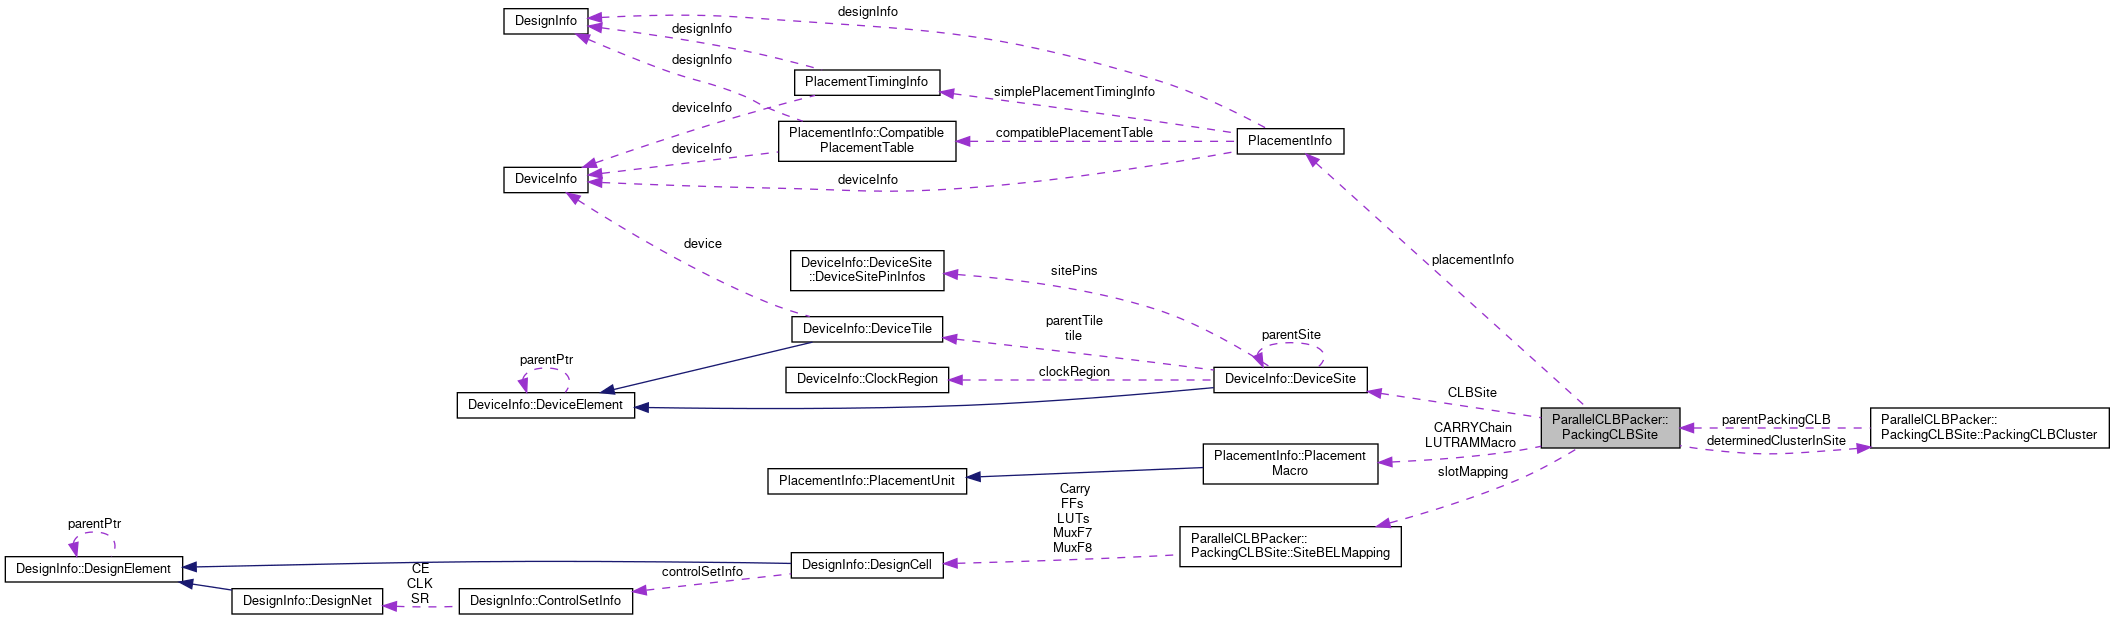 designInfo
DesignInfo
designInfo
designInfo
PlacementTimingInfo
simplePlacementTimingInfo
deviceInfo
PlacementInfo::Compatible
PlacementTable
compatiblePlacementTable
PlacementInfo
deviceInfo
DeviceInfo
deviceInfo
device
placementInfo
DeviceInfo::DeviceSite
::DeviceSitePinInfos
sitePins
DeviceInfo::DeviceTile
parentTile
tile
parentSite
parentPtr
DeviceInfo::ClockRegion
clockRegion
DeviceInfo::DeviceSite
DeviceInfo::DeviceElement
CLBSite
ParallelCLBPacker::
PackingCLBSite
parentPackingCLB
determinedClusterInSite
ParallelCLBPacker::
PackingCLBSite::PackingCLBCluster
CARRYChain
LUTRAMMacro
PlacementInfo::Placement
Macro
slotMapping
PlacementInfo::PlacementUnit
Carry
FFs
LUTs
MuxF7
MuxF8
ParallelCLBPacker::
PackingCLBSite::SiteBELMapping
parentPtr
DesignInfo::DesignElement
DesignInfo::DesignCell
controlSetInfo
CE
CLK
SR
DesignInfo::DesignNet
DesignInfo::ControlSetInfo